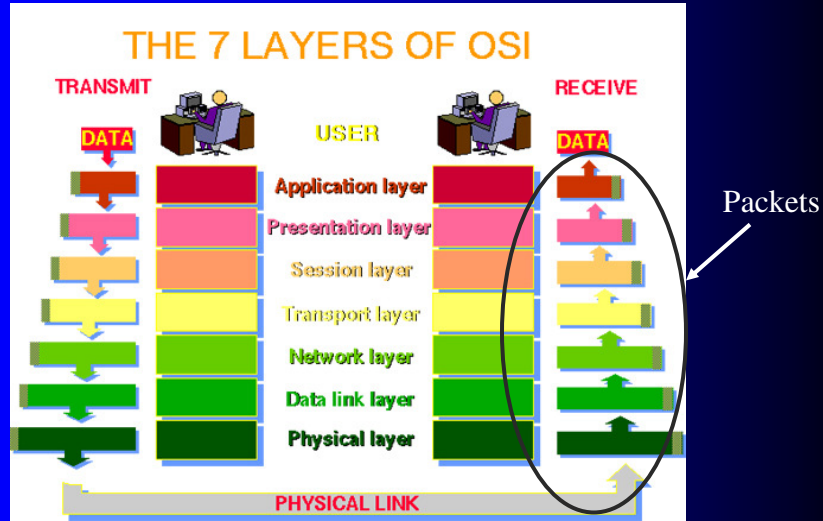 THE 7 LAYERS OF OSI
TRANSMIT
RECEIVE
DATA
USER
DATA
Application layer
Packets
Presentation layer
Session layer
Transport layer
Network layer
Data link layer
Physical layer
PHYSICAL LINK